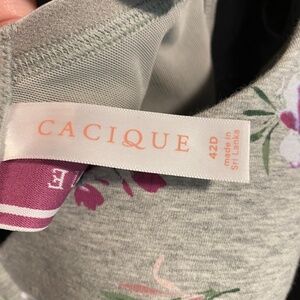 CACIQUE
42D
made in
Sri Lanka